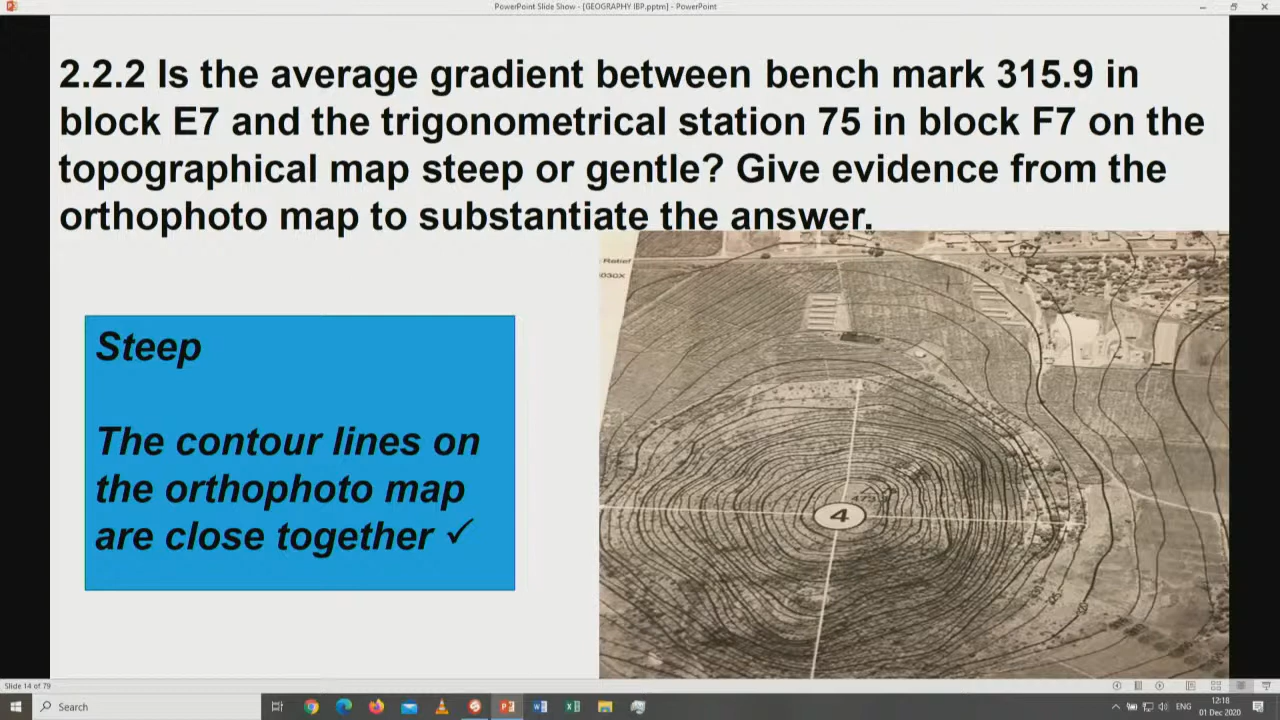 PowerPoint Slide Show - [GEOGRAPHY IBP.pptm] - PowerPoint
2.2.2 Is the average gradient between bench mark 315.9 in
block E7 and the trigonometrical station 75 in block F7 on the
topographical map steep or gentle? Give evidence from the
orthophoto map to substantiate the answer.
Relief
030X
Steep
The contour lines on
the orthophoto map
are close together ✓
4
Slide 14 of 79
Search
ENG
12:18
01 Dec 2020